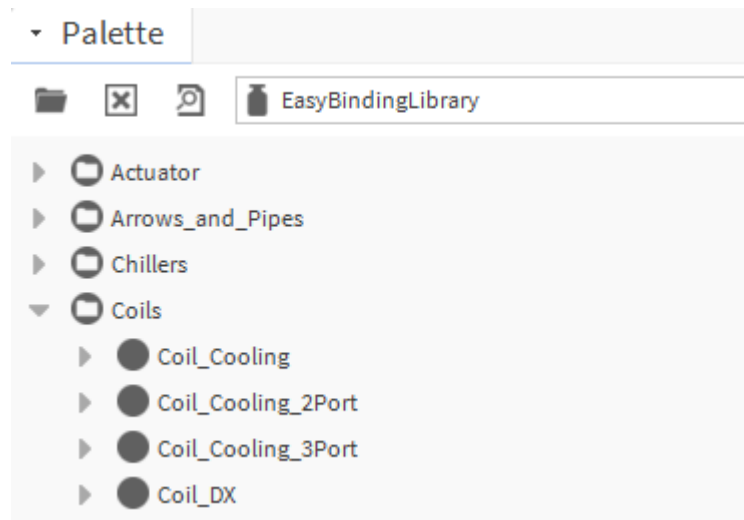 Palette
EasyBindingLibrary
Actuator
Arrows_and_Pipes
Chillers
Coils
Coil_Cooling
Coil_Cooling_2Port
Coil_Cooling_3Port
Coil_DX